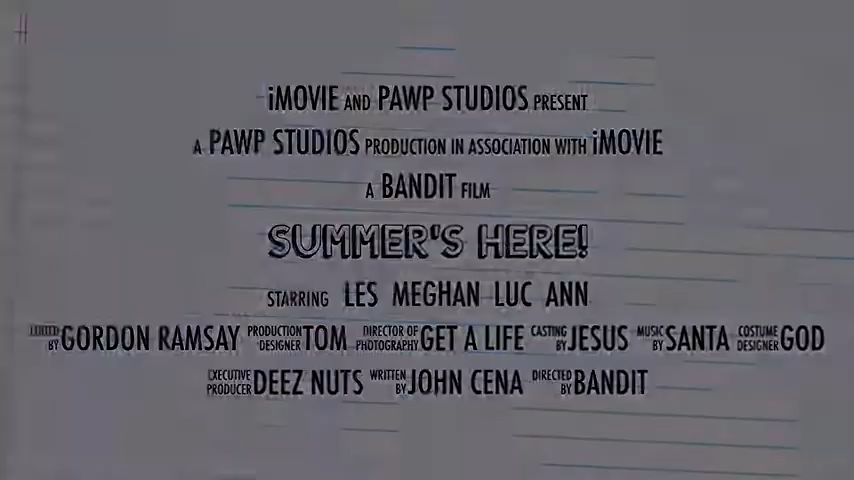 iMOVIE AND PAWP STUDIOS PRESENT
A PAWP STUDIOS PRODUCTION IN ASSOCIATION WITH iMOVIE
A BANDIT FILM
SUMMER'S HERE!
STARRING LES MEGHAN LUC ANN
EDITED BY GORDON RAMSAY PRODUCTION DESIGNER TOM DIRECTOR OF PHOTOGRAPHY GET A LIFE CASTING BY JESUS MUSIC BY SANTA COSTUME DESIGNER GOD
EXECUTIVE PRODUCER DEEZ NUTS WRITTEN BY JOHN CENA DIRECTED BY BANDIT